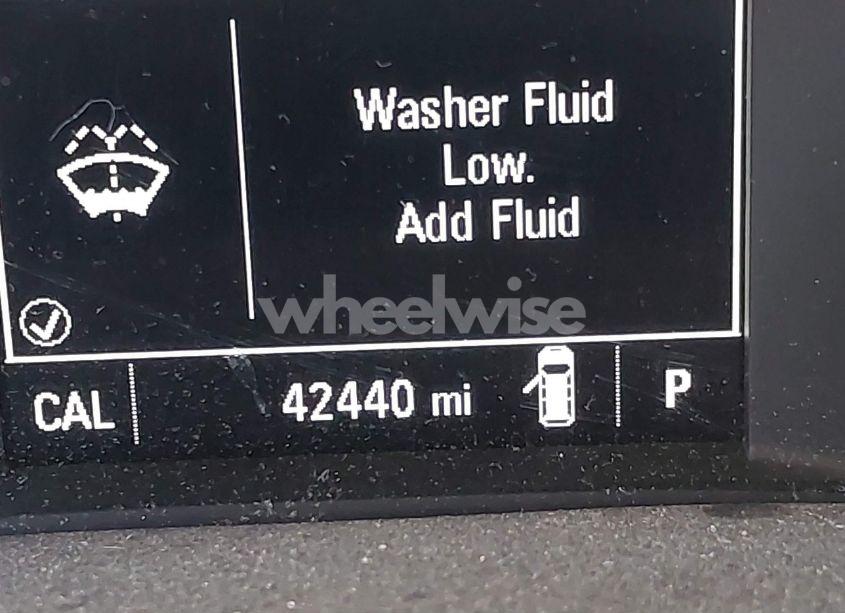 Washer Fluid
Low.
Add Fluid
wheelwise
CAL 42440 mi P